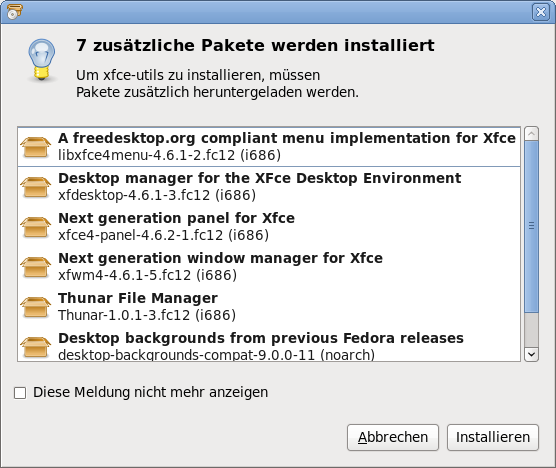 7 zusätzliche Pakete werden installiert
Um xfce-utils zu installieren, müssen
Pakete zusätzlich heruntergeladen werden.
A freedesktop.org compliant menu implementation for Xfce
libxfce4menu-4.6.1-2.fc12 (i686)
Desktop manager for the XFce Desktop Environment
xfdesktop-4.6.1-3.fc12 (i686)
Next generation panel for Xfce
xfce4-panel-4.6.2-1.fc12 (i686)
Next generation window manager for Xfce
xfwm4-4.6.1-5.fc12 (i686)
Thunar File Manager
Thunar-1.0.1-3.fc12 (i686)
Desktop backgrounds from previous Fedora releases
desktop-backgrounds-compat-9.0.0-11 (noarch)
Diese Meldung nicht mehr anzeigen
Abbrechen
Installieren